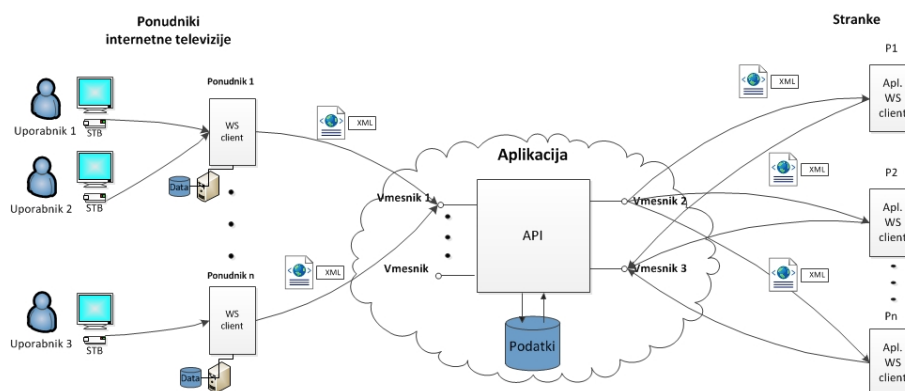 Ponudniki
internetne televizije
Stranke
Uporabnik 1
STB
Ponudnik 1
WS
client
Data
XML
Uporabnik 2
STB
Aplikacija
Vmesnik 1
Vmesnik
API
Vmesnik 2
Vmesnik 3
Podatki
Ponudnik n
WS
client
Data
XML
Uporabnik 3
STB
XML
P1
Apl.
WS
client
XML
P2
Apl.
WS
client
XML
Pn
Apl.
WS
client